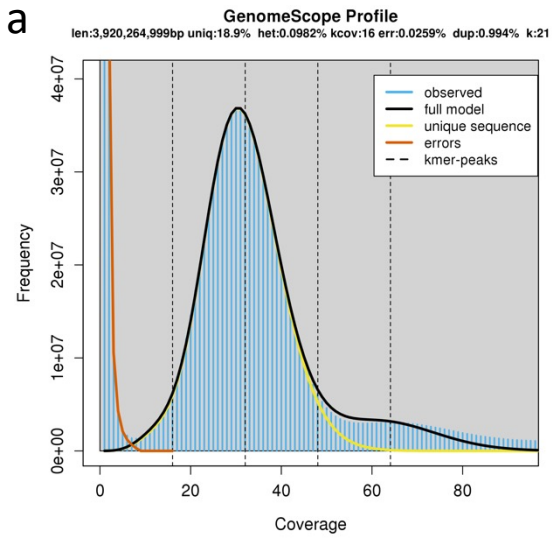 a
GenomeScope Profile
len:3,920,264,999bp uniq:18.9% het:0.0982% kcov:16 err:0.0259% dup:0.994% k:21
observed
full model
unique sequence
errors
kmer-peaks
Frequency
4e+07
3e+07
2e+07
1e+07
0e+00
0 20 40 60 80
Coverage